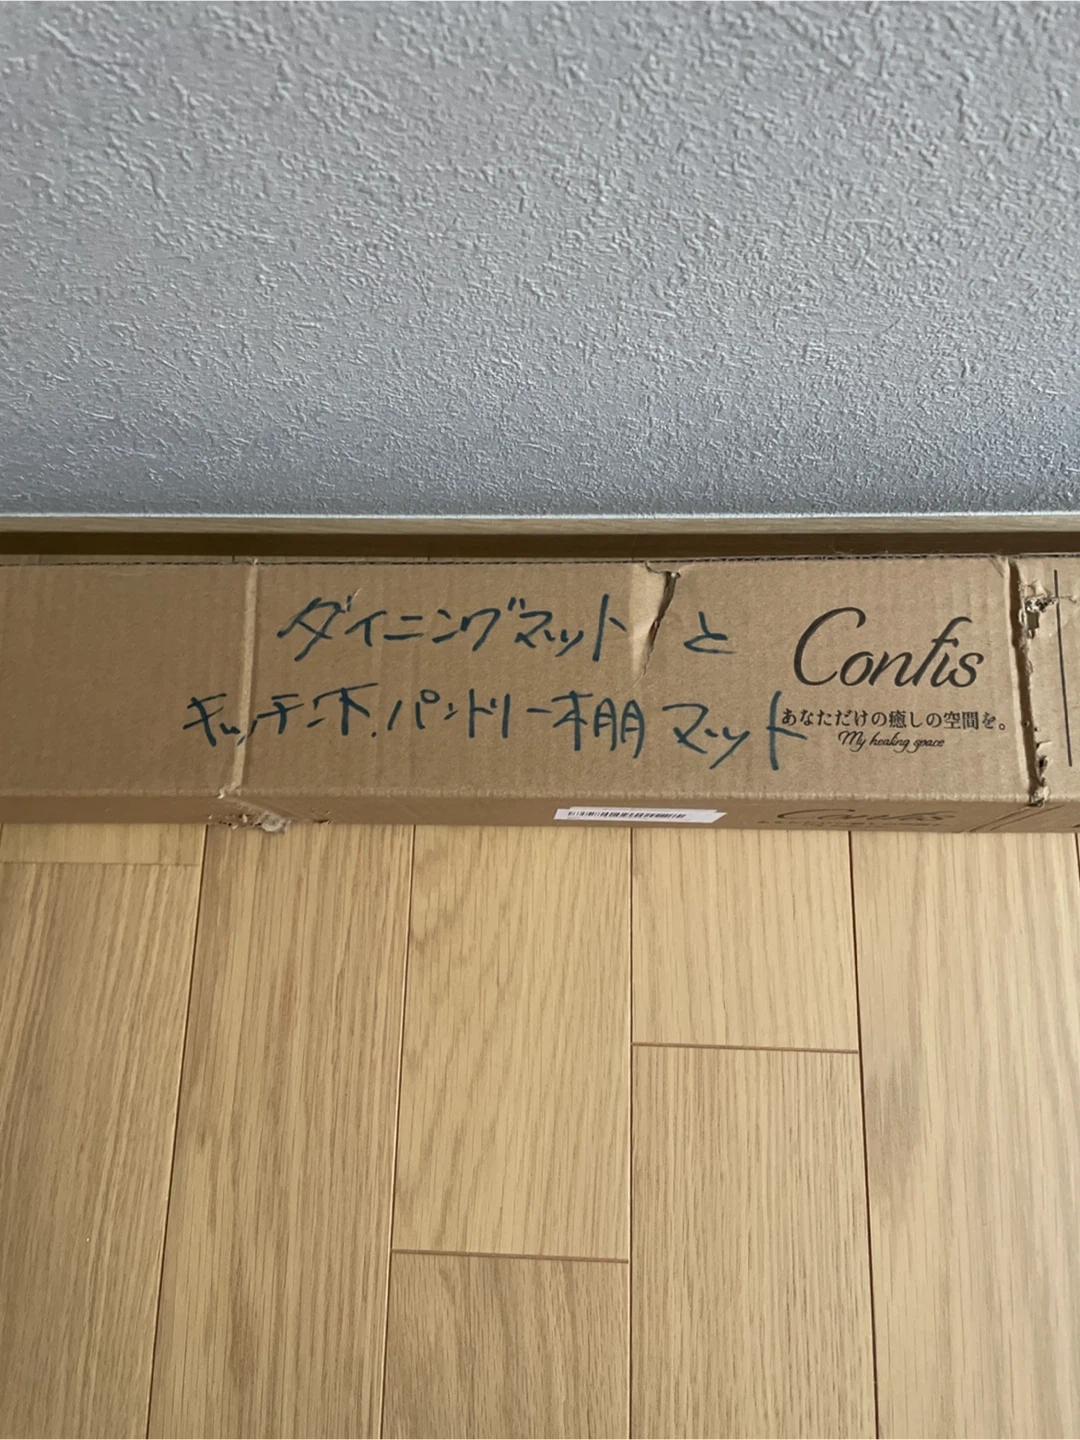 ダイニングマット と
キッチン下.パントリー棚マット
Confis
あなただけの癒しの空間を。
My healing space
Confis